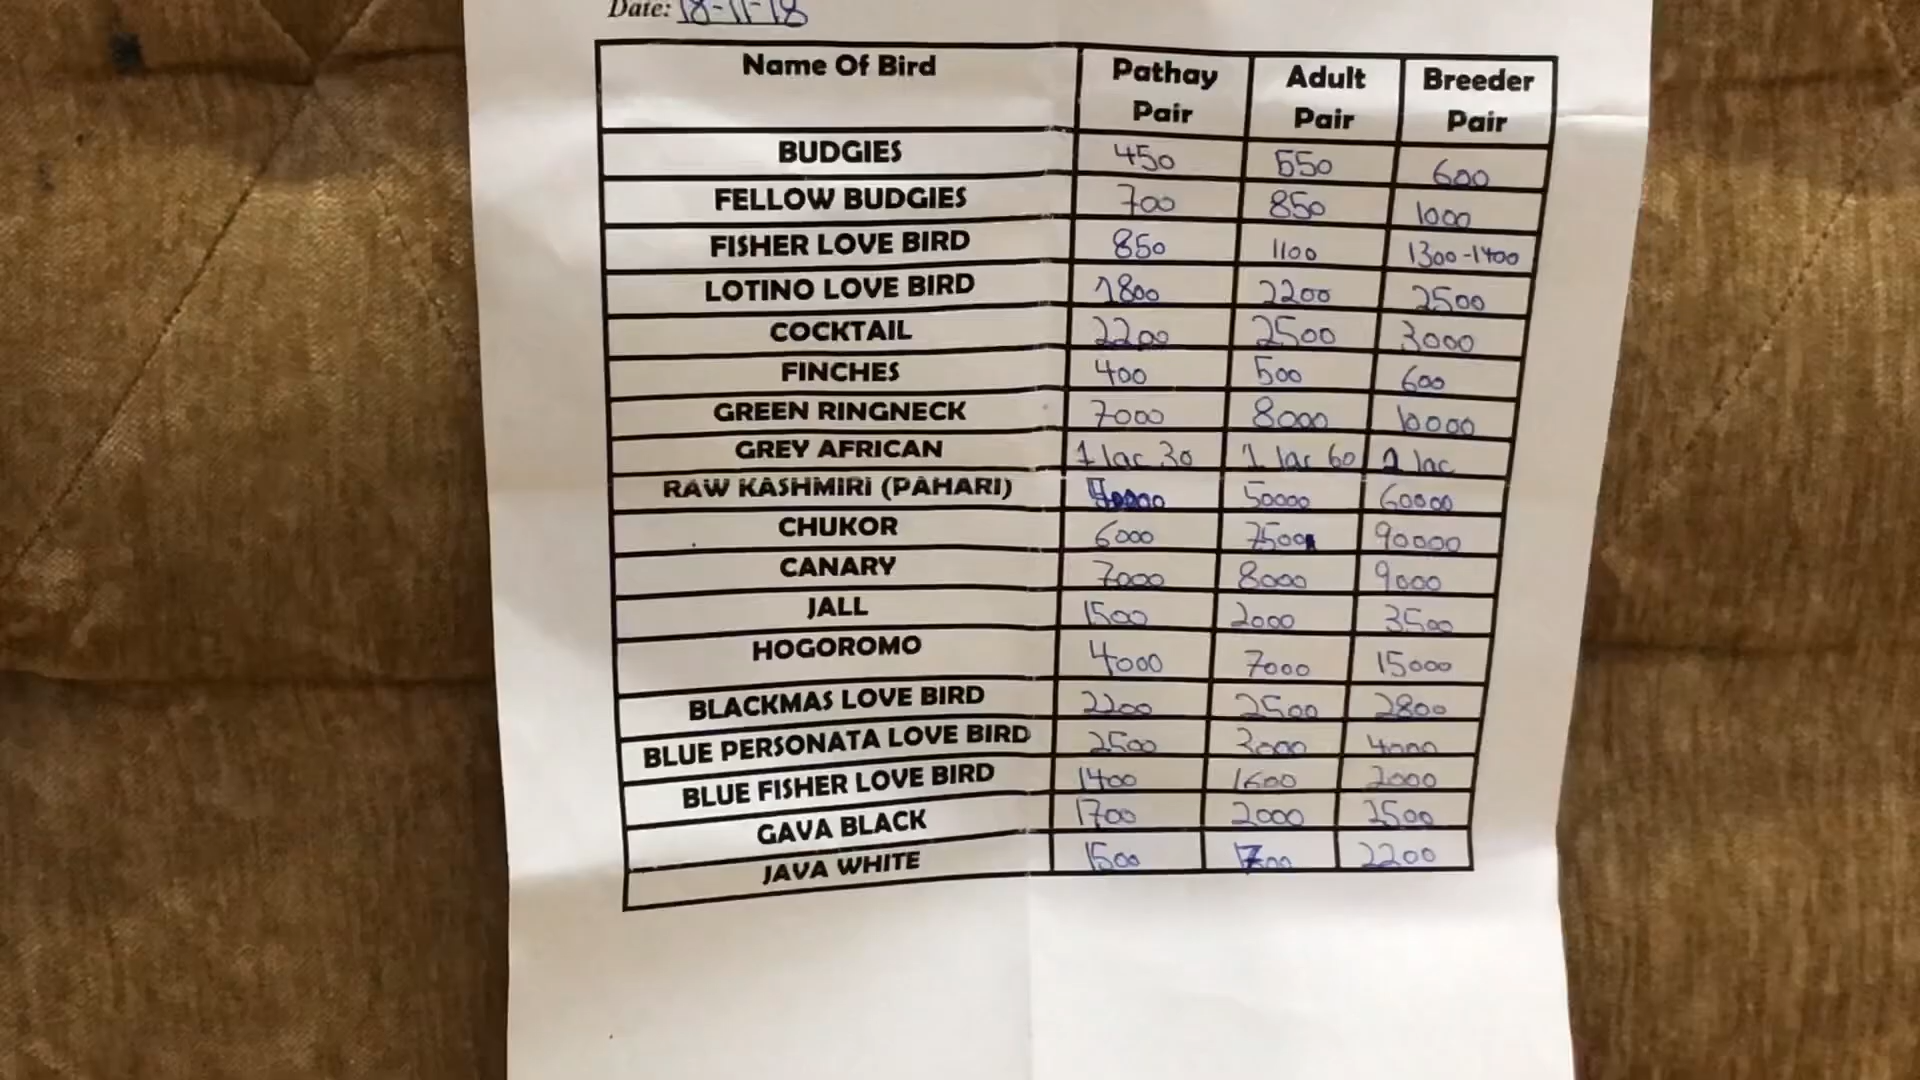 Date: 18-11-18
Name Of Bird Pathay Pair Adult Pair Breeder Pair
BUDGIES 450 550 600
FELLOW BUDGIES 700 850 1000
FISHER LOVE BIRD 850 1100 1300-1400
LOTINO LOVE BIRD 1800 2200 2500
COCKTAIL 2200 2500 3000
FINCHES 400 500 600
GREEN RINGNECK 7000 8000 10000
GREY AFRICAN 1 lac 30 1 lac 60 2 lac
RAW KASHMIRI (PAHARI) 50000 60000
CHUKOR 6000 7500 90000
CANARY 7000 8000 9000
JALL 1500 2000 3500
HOGOROMO 4000 7000 15000
BLACKMAS LOVE BIRD 2200 2500 2800
BLUE PERSONATA LOVE BIRD 2500 3000 4000
BLUE FISHER LOVE BIRD 1400 1600 2000
GAVA BLACK 1700 2000 2500
JAVA WHITE 1500 1700 2200